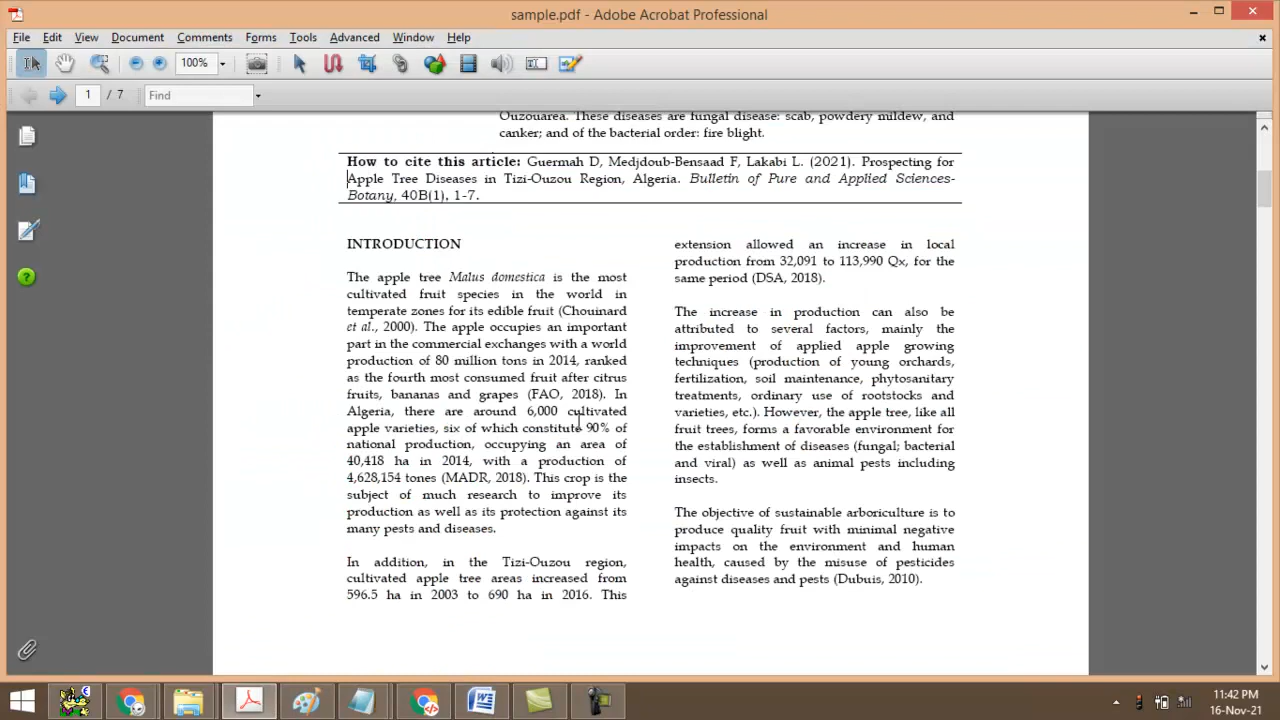 sample.pdf - Adobe Acrobat Professional
File Edit View Document Comments Forms Tools Advanced Window Help
100%
1 / 7 Find
Ouzouarea. These diseases are fungal disease: scab, powdery mildew, and
canker; and of the bacterial order: fire blight.
How to cite this article: Guermah D, Medjdoub-Bensaad F, Lakabi L. (2021). Prospecting for
Apple Tree Diseases in Tizi-Ouzou Region, Algeria. Bulletin of Pure and Applied Sciences-
Botany, 40B(1), 1-7.
INTRODUCTION
The apple tree Malus domestica is the most
cultivated fruit species in the world in
temperate zones for its edible fruit (Chouinard
et al., 2000). The apple occupies an important
part in the commercial exchanges with a world
production of 80 million tons in 2014, ranked
as the fourth most consumed fruit after citrus
fruits, bananas and grapes (FAO, 2018). In
Algeria, there are around 6,000 cultivated
apple varieties, six of which constitute 90% of
national production, occupying an area of
40,418 ha in 2014, with a production of
4,628,154 tones (MADR, 2018). This crop is the
subject of much research to improve its
production as well as its protection against its
many pests and diseases.
In addition, in the Tizi-Ouzou region,
cultivated apple tree areas increased from
596.5 ha in 2003 to 690 ha in 2016. This
extension allowed an increase in local
production from 32,091 to 113,990 Qx, for the
same period (DSA, 2018).
The increase in production can also be
attributed to several factors, mainly the
improvement of applied apple growing
techniques (production of young orchards,
fertilization, soil maintenance, phytosanitary
treatments, ordinary use of rootstocks and
varieties, etc.). However, the apple tree, like all
fruit trees, forms a favorable environment for
the establishment of diseases (fungal; bacterial
and viral) as well as animal pests including
insects.
The objective of sustainable arboriculture is to
produce quality fruit with minimal negative
impacts on the environment and human
health, caused by the misuse of pesticides
against diseases and pests (Dubuis, 2010).
11:42 PM
16-Nov-21